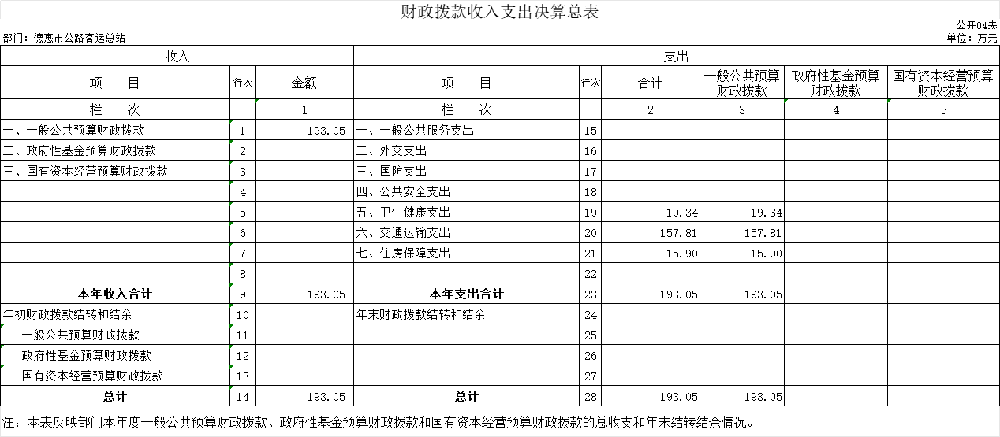 财政拨款收入支出决算总表
公开04表
部门：德惠市公路客运总站 单位：万元
收入 支出
项 目 行次 金额 项 目 行次 合计 一般公共预算财政拨款 政府性基金预算财政拨款 国有资本经营预算财政拨款
栏 次 1 栏 次 2 3 4 5
一、一般公共预算财政拨款 1 193.05 一、一般公共服务支出 15
二、政府性基金预算财政拨款 2 二、外交支出 16
三、国有资本经营预算财政拨款 3 三、国防支出 17
4 四、公共安全支出 18
5 五、卫生健康支出 19 19.34 19.34
6 六、交通运输支出 20 157.81 157.81
7 七、住房保障支出 21 15.90 15.90
8 22
本年收入合计 9 193.05 本年支出合计 23 193.05 193.05
年初财政拨款结转和结余 10 年末财政拨款结转和结余 24
一般公共预算财政拨款 11 25
政府性基金预算财政拨款 12 26
国有资本经营预算财政拨款 13 27
总计 14 193.05 总计 28 193.05 193.05
注：本表反映部门本年度一般公共预算财政拨款、政府性基金预算财政拨款和国有资本经营预算财政拨款的总收支和年末结转结余情况。